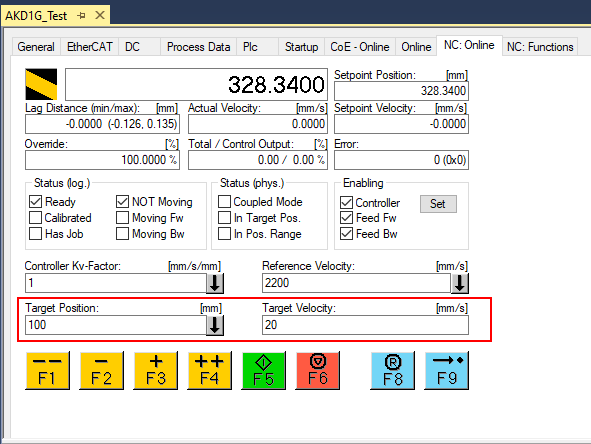 AKD1G_Test
General EtherCAT DC Process Data Plc Startup CoE - Online Online NC: Online NC: Functions
328.3400
Setpoint Position: [mm]
328.3400
Lag Distance (min/max): [mm] Actual Velocity: [mm/s] Setpoint Velocity: [mm/s]
-0.0000 (-0.126, 0.135) 0.0000 -0.0000
Override: [%] Total / Control Output: [%] Error:
100.0000 % 0.00 / 0.00 % 0 (0x0)
Status (log.) Status (phys.) Enabling
Ready NOT Moving Coupled Mode Controller Set
Calibrated Moving Fw In Target Pos. Feed Fw
Has Job Moving Bw In Pos. Range Feed Bw
Controller Kv-Factor: [mm/s/mm] Reference Velocity: [mm/s]
1 2200
Target Position: [mm] Target Velocity: [mm/s]
100 20
-- - + ++ R
F1 F2 F3 F4 F5 F6 F8 F9